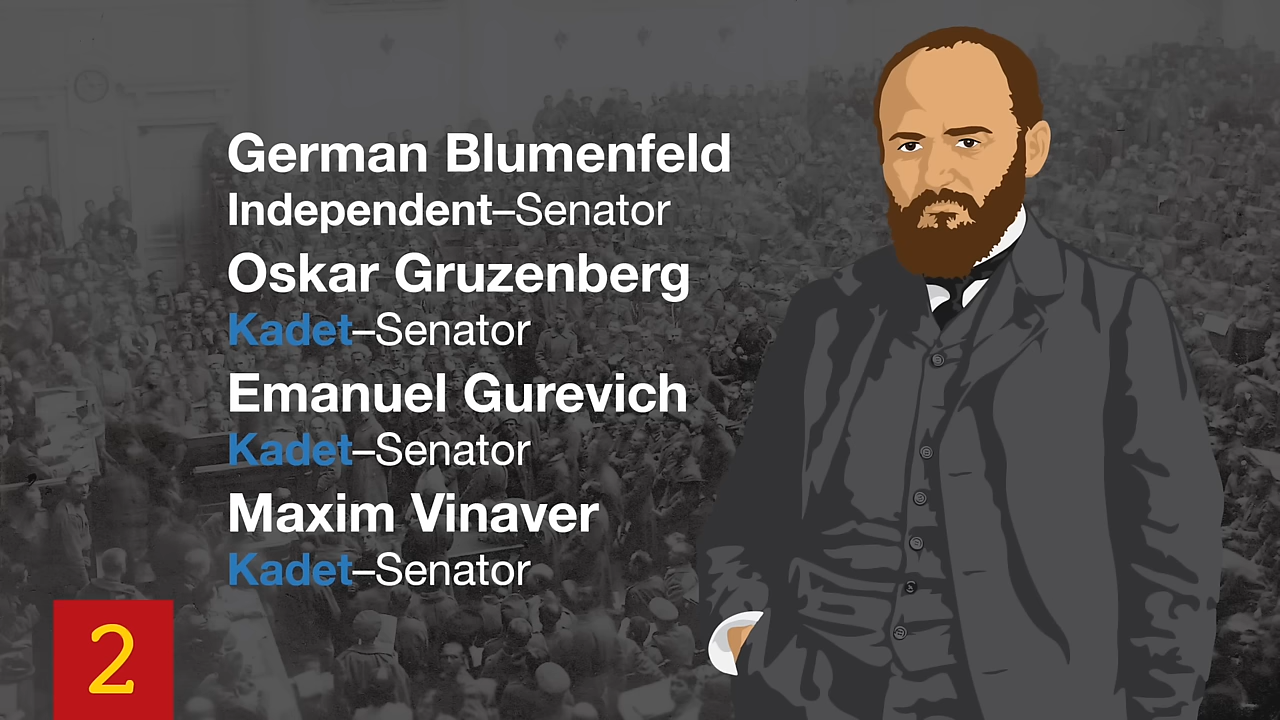 German Blumenfeld
Independent–Senator
Oskar Gruzenberg
Kadet–Senator
Emanuel Gurevich
Kadet–Senator
Maxim Vinaver
Kadet–Senator
2